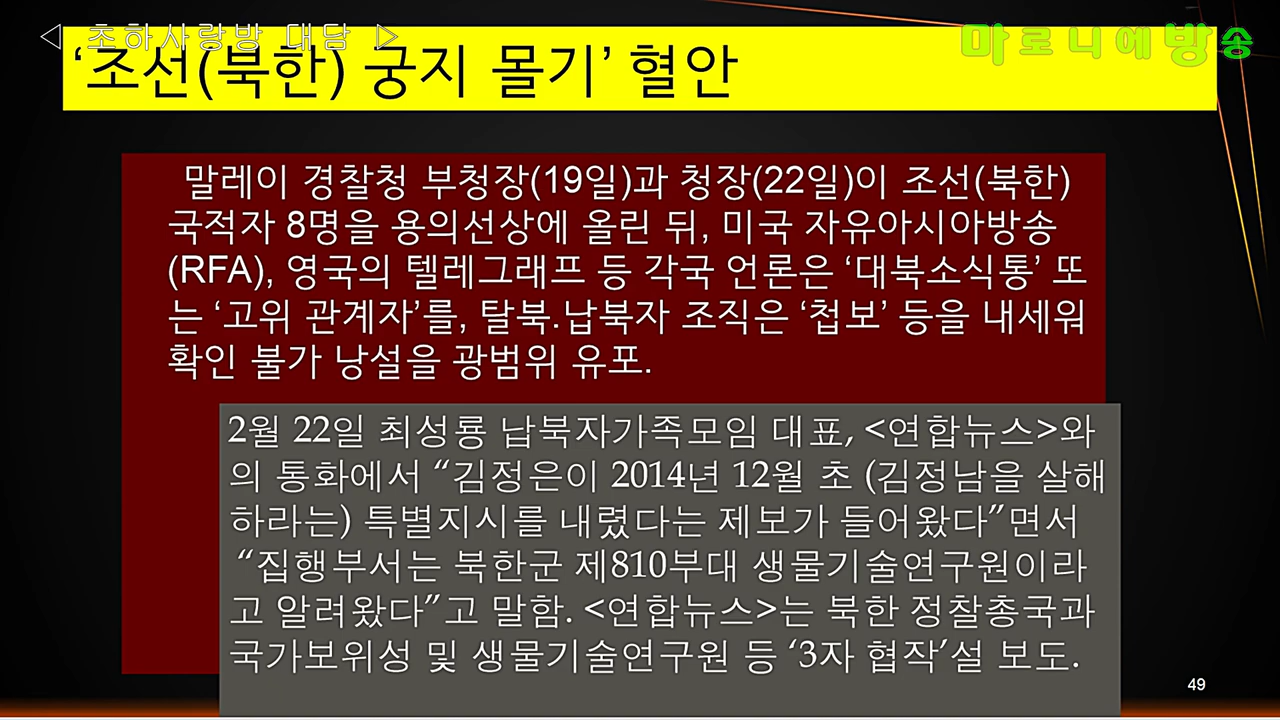 ◁ 초하사랑방 대담 ▷
마로니에방송
‘조선(북한) 궁지 몰기’ 혈안
말레이 경찰청 부청장(19일)과 청장(22일)이 조선(북한)
국적자 8명을 용의선상에 올린 뒤, 미국 자유아시아방송
(RFA), 영국의 텔레그래프 등 각국 언론은 ‘대북소식통’ 또
는 ‘고위 관계자’를, 탈북.납북자 조직은 ‘첩보’ 등을 내세워
확인 불가 낭설을 광범위 유포.
2월 22일 최성룡 납북자가족모임 대표, <연합뉴스>와
의 통화에서 “김정은이 2014년 12월 초 (김정남을 살해
하라는) 특별지시를 내렸다는 제보가 들어왔다”면서
“집행부서는 북한군 제810부대 생물기술연구원이라
고 알려왔다”고 말함. <연합뉴스>는 북한 정찰총국과
국가보위성 및 생물기술연구원 등 ‘3자 협작’설 보도.
49